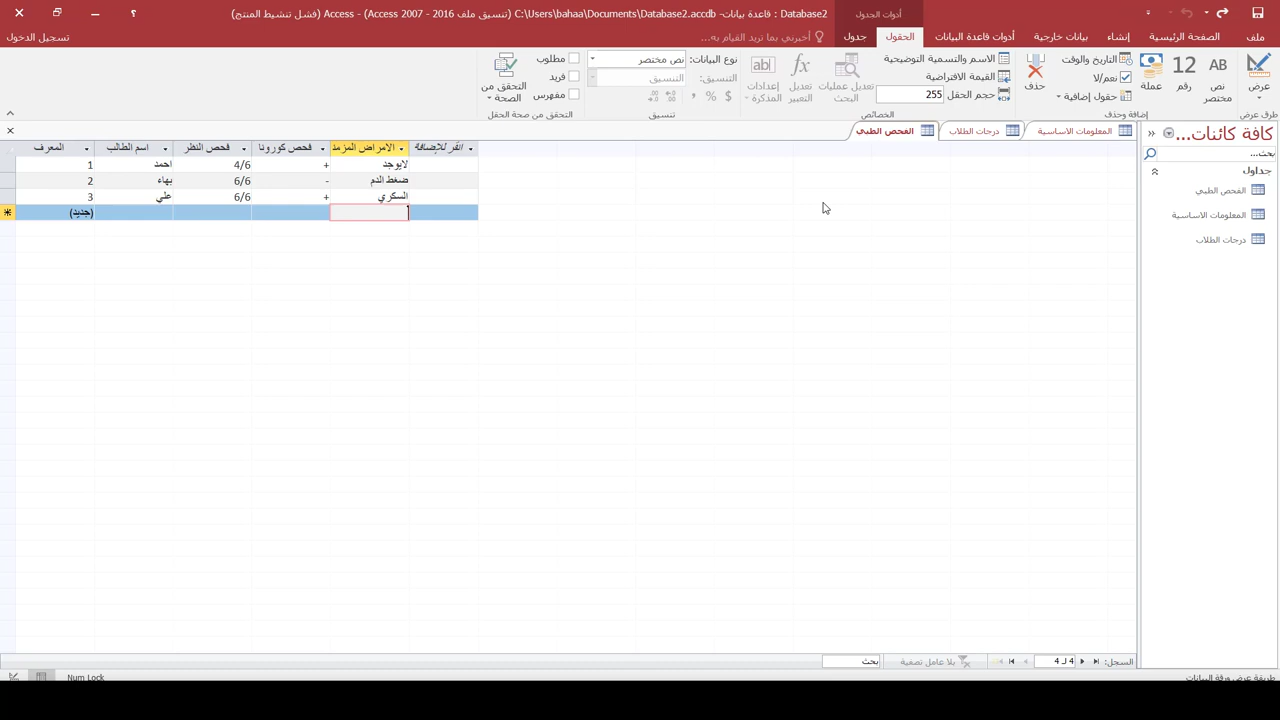 Database2 : قاعدة بيانات- C:\Users\bahaa\Documents\Database2.accdb (تنسيق ملف Access 2007 - 2016) - Access (فشل تنشيط المنتج)
أدوات الجدول
ملف
الصفحة الرئيسية
إنشاء
بيانات خارجية
أدوات قاعدة البيانات
الحقول
جدول
أخبرني بما تريد القيام به...
تسجيل الدخول
عرض
طرق عرض
AB
نص مختصر
12
رقم
عملة
التاريخ والوقت
نعم/لا
حقول إضافية
حذف
إضافة وحذف
الاسم والتسمية التوضيحية
القيمة الافتراضية
حجم الحقل 255
تعديل عمليات البحث
fx
تعديل التعبير
ab
إعدادات المذكرة
الخصائص
نوع البيانات: نص مختصر
التنسيق: التنسيق
$ % ,
تنسيق
مطلوب
فريد
مفهرس
التحقق من الصحة
التحقق من صحة الحقل
كافة كائنات...
بحث...
جداول
الفحص الطبي
المعلومات الاساسية
درجات الطلاب
المعلومات الاساسية
درجات الطلاب
الفحص الطبي
المعرف اسم الطالب فحص النظر فحص كورونا الامراض المزمد انقر للإضافة
1 احمد 4/6 + لايوجد
2 بهاء 6/6 - ضغط الدم
3 علي 6/6 + السكري
(جديد)
السجل: 4 لـ 4
بلا عامل تصفية
بحث
طريقة عرض ورقة البيانات
Num Lock